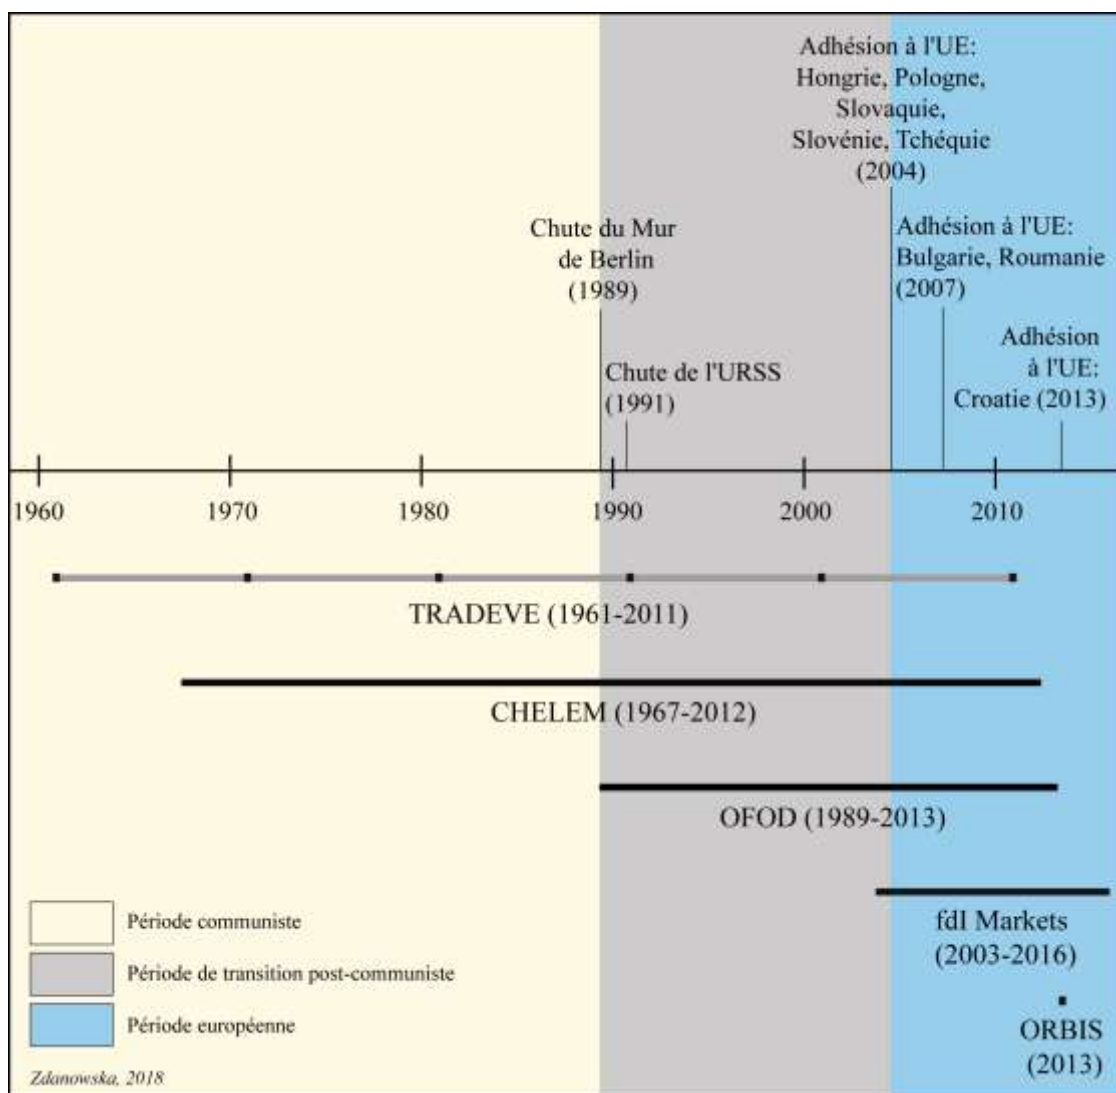 Adhésion à l'UE:
Hongrie, Pologne,
Slovaquie,
Slovénie, Tchéquie
(2004)
Chute du Mur
de Berlin
(1989)
Adhésion à l'UE:
Bulgarie, Roumanie
(2007)
Chute de l'URSS
(1991)
Adhésion
à l'UE:
Croatie (2013)
1960
1970
1980
1990
2000
2010
TRADEVE (1961-2011)
CHELEM (1967-2012)
OFOD (1989-2013)
fdI Markets
(2003-2016)
ORBIS
(2013)
Période communiste
Période de transition post-communiste
Période européenne
Zdanowska, 2018